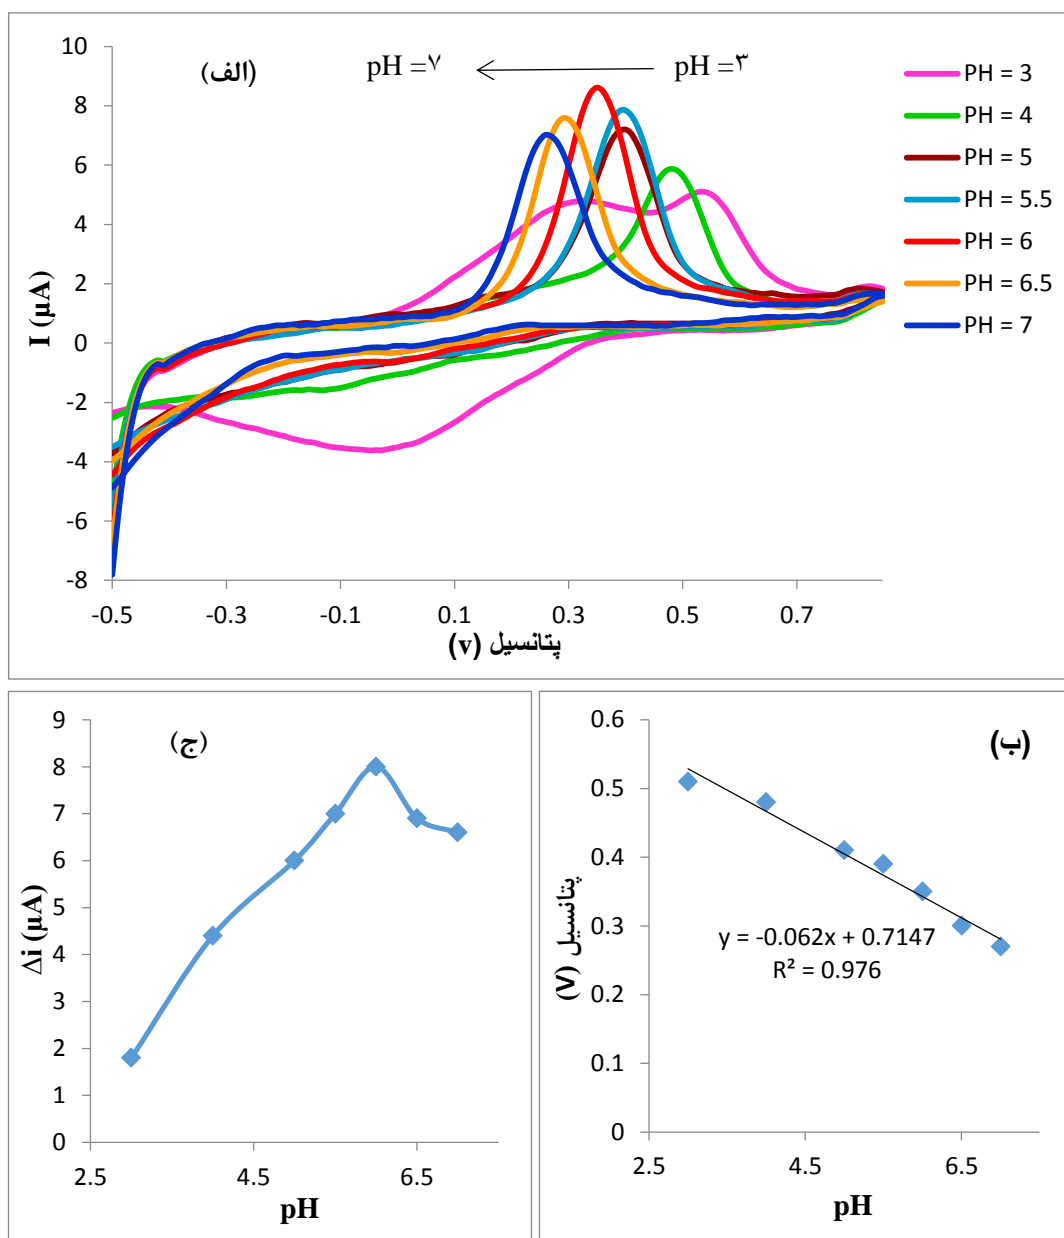 (الف)
pH =۷
pH =۳
10
8
6
4
2
0
-2
-4
-6
-8
I (µA)
-0.5
-0.3
-0.1
0.1
0.3
0.5
0.7
پتانسیل (v)
PH = 3
PH = 4
PH = 5
PH = 5.5
PH = 6
PH = 6.5
PH = 7
(ج)
9
8
7
6
5
4
3
2
1
0
Δi (µA)
2.5
4.5
6.5
pH
(ب)
0.6
0.5
0.4
0.3
0.2
0.1
0
پتانسیل (V)
y = -0.062x + 0.7147
R² = 0.976
2.5
4.5
6.5
pH